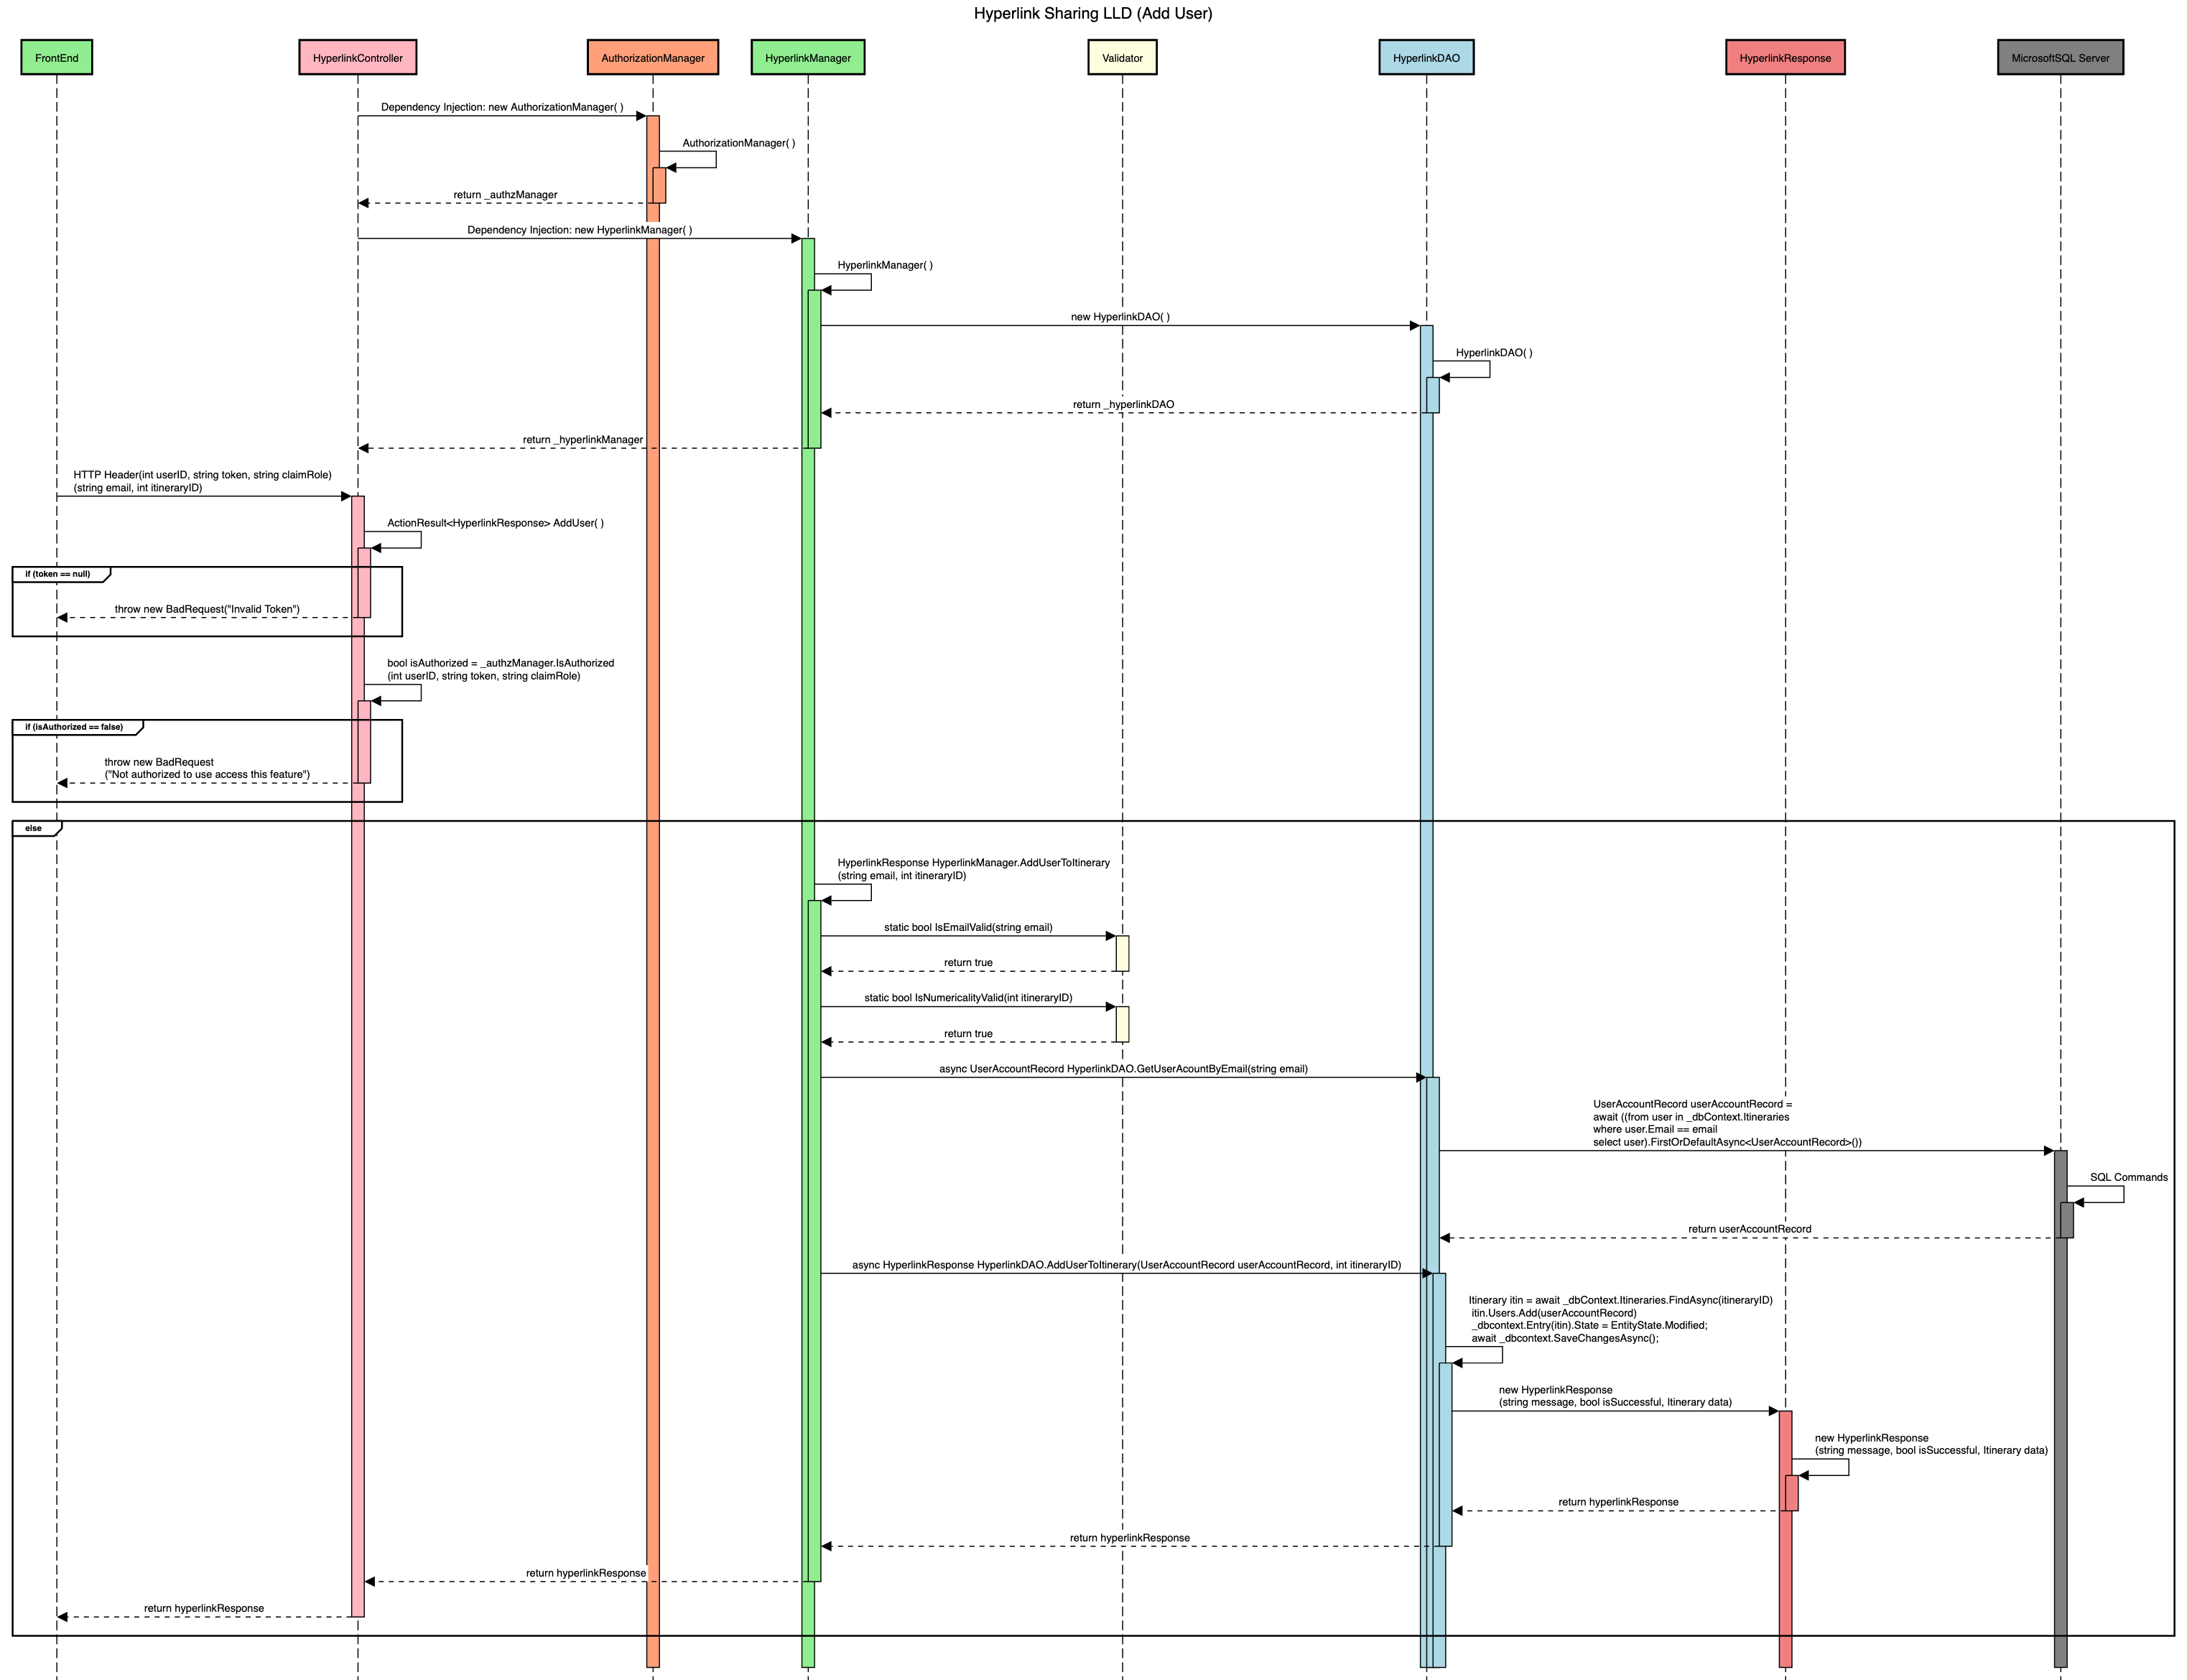 Hyperlink Sharing LLD (Add User)
FrontEnd
HyperlinkController
AuthorizationManager
HyperlinkManager
Validator
HyperlinkDAO
HyperlinkResponse
MicrosoftSQL Server
Dependency Injection: new AuthorizationManager( )
AuthorizationManager( )
return _authzManager
Dependency Injection: new HyperlinkManager( )
HyperlinkManager( )
new HyperlinkDAO( )
HyperlinkDAO( )
return _hyperlinkDAO
return _hyperlinkManager
HTTP Header(int userID, string token, string claimRole)
(string email, int itineraryID)
ActionResult<HyperlinkResponse> AddUser( )
if (token == null)
throw new BadRequest("Invalid Token")
bool isAuthorized = _authzManager.IsAuthorized
(int userID, string token, string claimRole)
if (isAuthorized == false)
throw new BadRequest
("Not authorized to use access this feature")
else
HyperlinkResponse HyperlinkManager.AddUserToItinerary
(string email, int itineraryID)
static bool IsEmailValid(string email)
return true
static bool IsNumericalityValid(int itineraryID)
return true
async UserAccountRecord HyperlinkDAO.GetUserAcountByEmail(string email)
UserAccountRecord userAccountRecord =
await ((from user in _dbContext.Itineraries
where user.Email == email
select user).FirstOrDefaultAsync<UserAccountRecord>())
SQL Commands
return userAccountRecord
async HyperlinkResponse HyperlinkDAO.AddUserToItinerary(UserAccountRecord userAccountRecord, int itineraryID)
Itinerary itin = await _dbContext.Itineraries.FindAsync(itineraryID)
itin.Users.Add(userAccountRecord)
_dbcontext.Entry(itin).State = EntityState.Modified;
await _dbcontext.SaveChangesAsync();
new HyperlinkResponse
(string message, bool isSuccessful, Itinerary data)
new HyperlinkResponse
(string message, bool isSuccessful, Itinerary data)
return hyperlinkResponse
return hyperlinkResponse
return hyperlinkResponse
return hyperlinkResponse